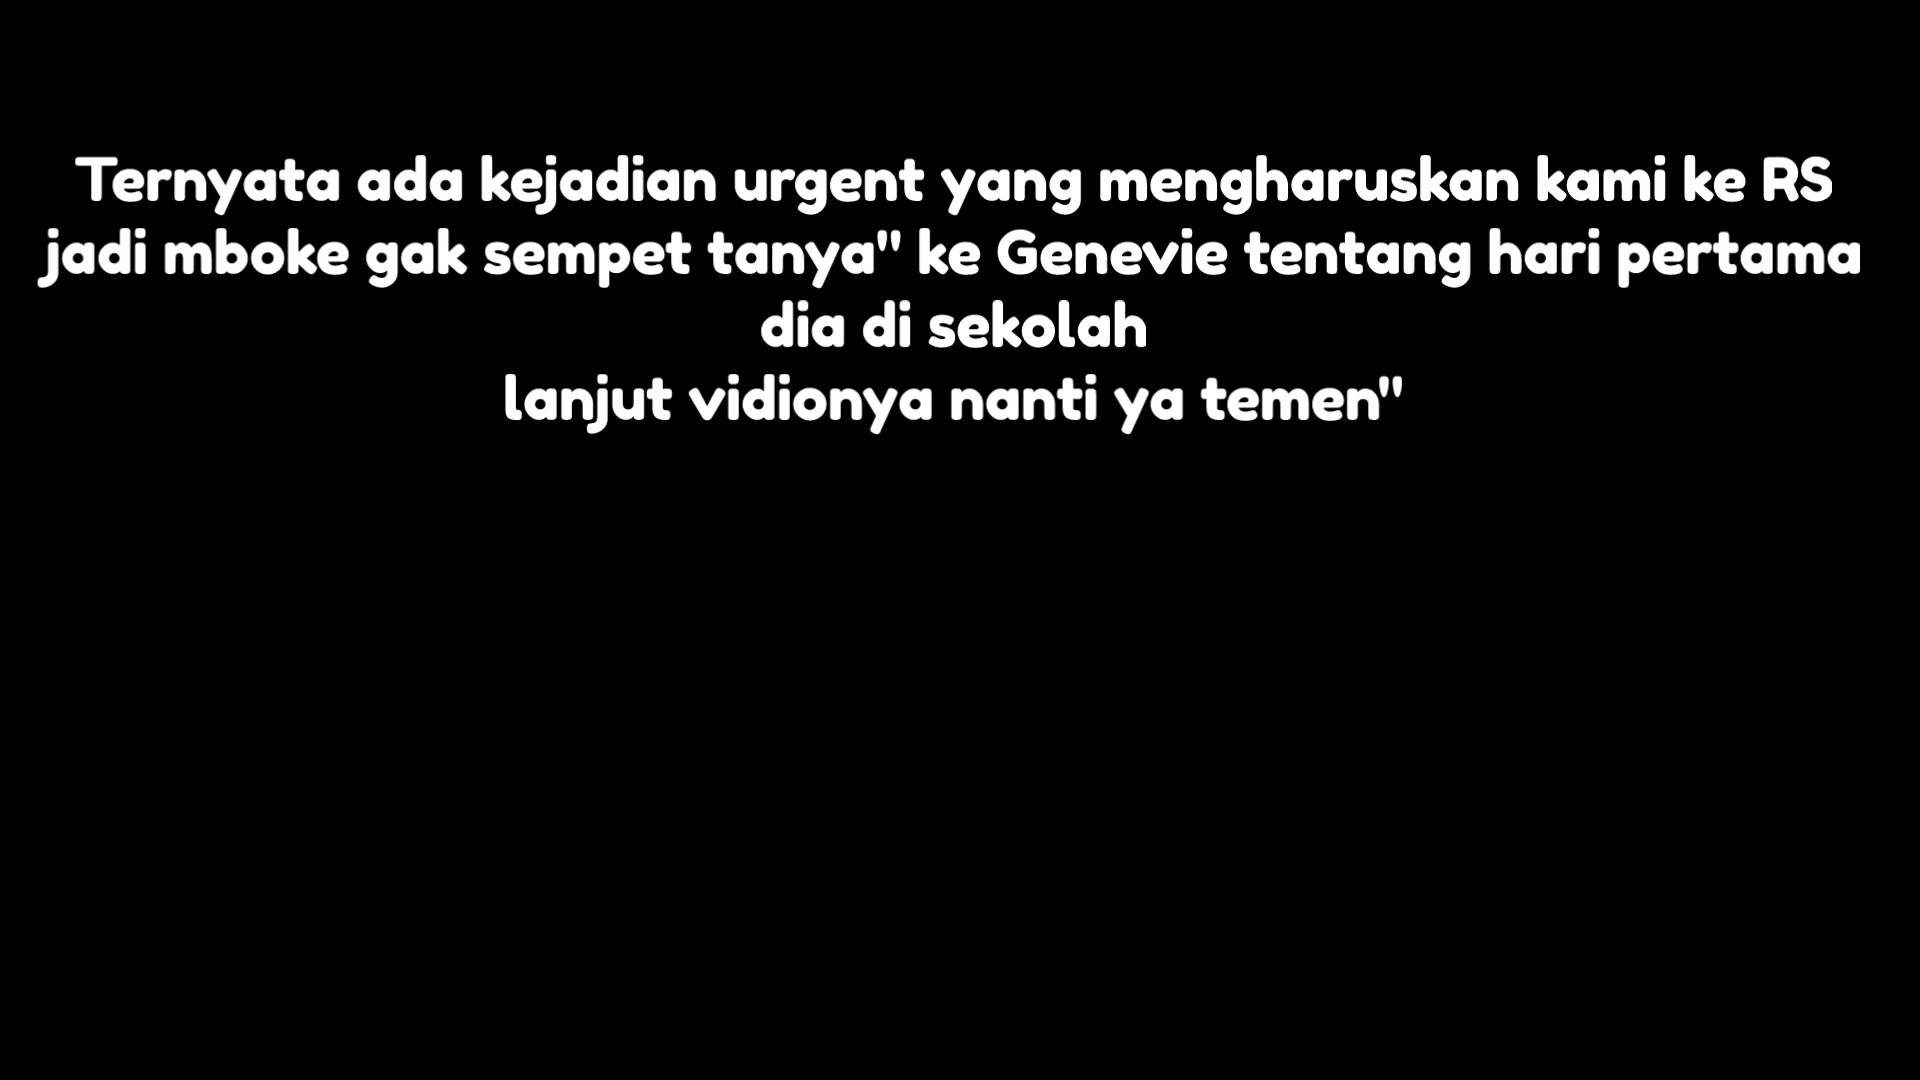 Ternyata ada kejadian urgent yang mengharuskan kami ke RS
jadi mboke gak sempet tanya" ke Genevie tentang hari pertama
dia di sekolah
lanjut vidionya nanti ya temen"